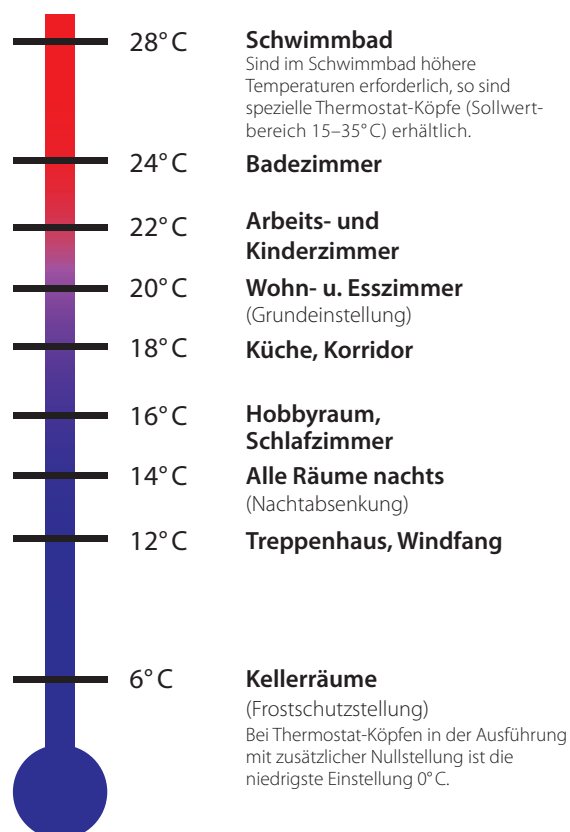 28° C Schwimmbad
Sind im Schwimmbad höhere
Temperaturen erforderlich, so sind
spezielle Thermostat-Köpfe (Sollwert-
bereich 15–35° C) erhältlich.
24° C Badezimmer
22° C Arbeits- und
Kinderzimmer
20° C Wohn- u. Esszimmer
(Grundeinstellung)
18° C Küche, Korridor
16° C Hobbyraum,
Schlafzimmer
14° C Alle Räume nachts
(Nachtabsenkung)
12° C Treppenhaus, Windfang
6° C Kellerräume
(Frostschutzstellung)
Bei Thermostat-Köpfen in der Ausführung
mit zusätzlicher Nullstellung ist die
niedrigste Einstellung 0° C.